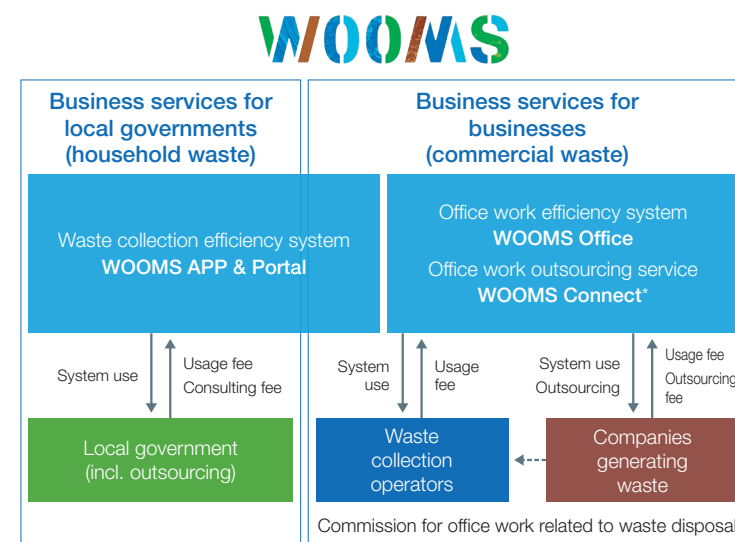 WOOMS
Business services for
local governments
(household waste)
Business services for
businesses
(commercial waste)
Waste collection efficiency system
WOOMS APP & Portal
Office work efficiency system
WOOMS Office
Office work outsourcing service
WOOMS Connect*
System use
Usage fee
Consulting fee
System
use
Usage
fee
System use
Outsourcing
Usage fee
Outsourcing
fee
Local government
(incl. outsourcing)
Waste
collection
operators
Companies
generating
waste
Commission for office work related to waste disposal